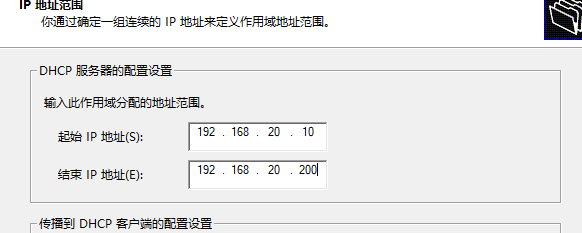 IP 地址范围
你通过确定一组连续的 IP 地址来定义作用域地址范围。
DHCP 服务器的配置设置
输入此作用域分配的地址范围。
起始 IP 地址(S): 192 . 168 . 20 . 10
结束 IP 地址(E): 192 . 168 . 20 . 200
传播到 DHCP 客户端的配置设置